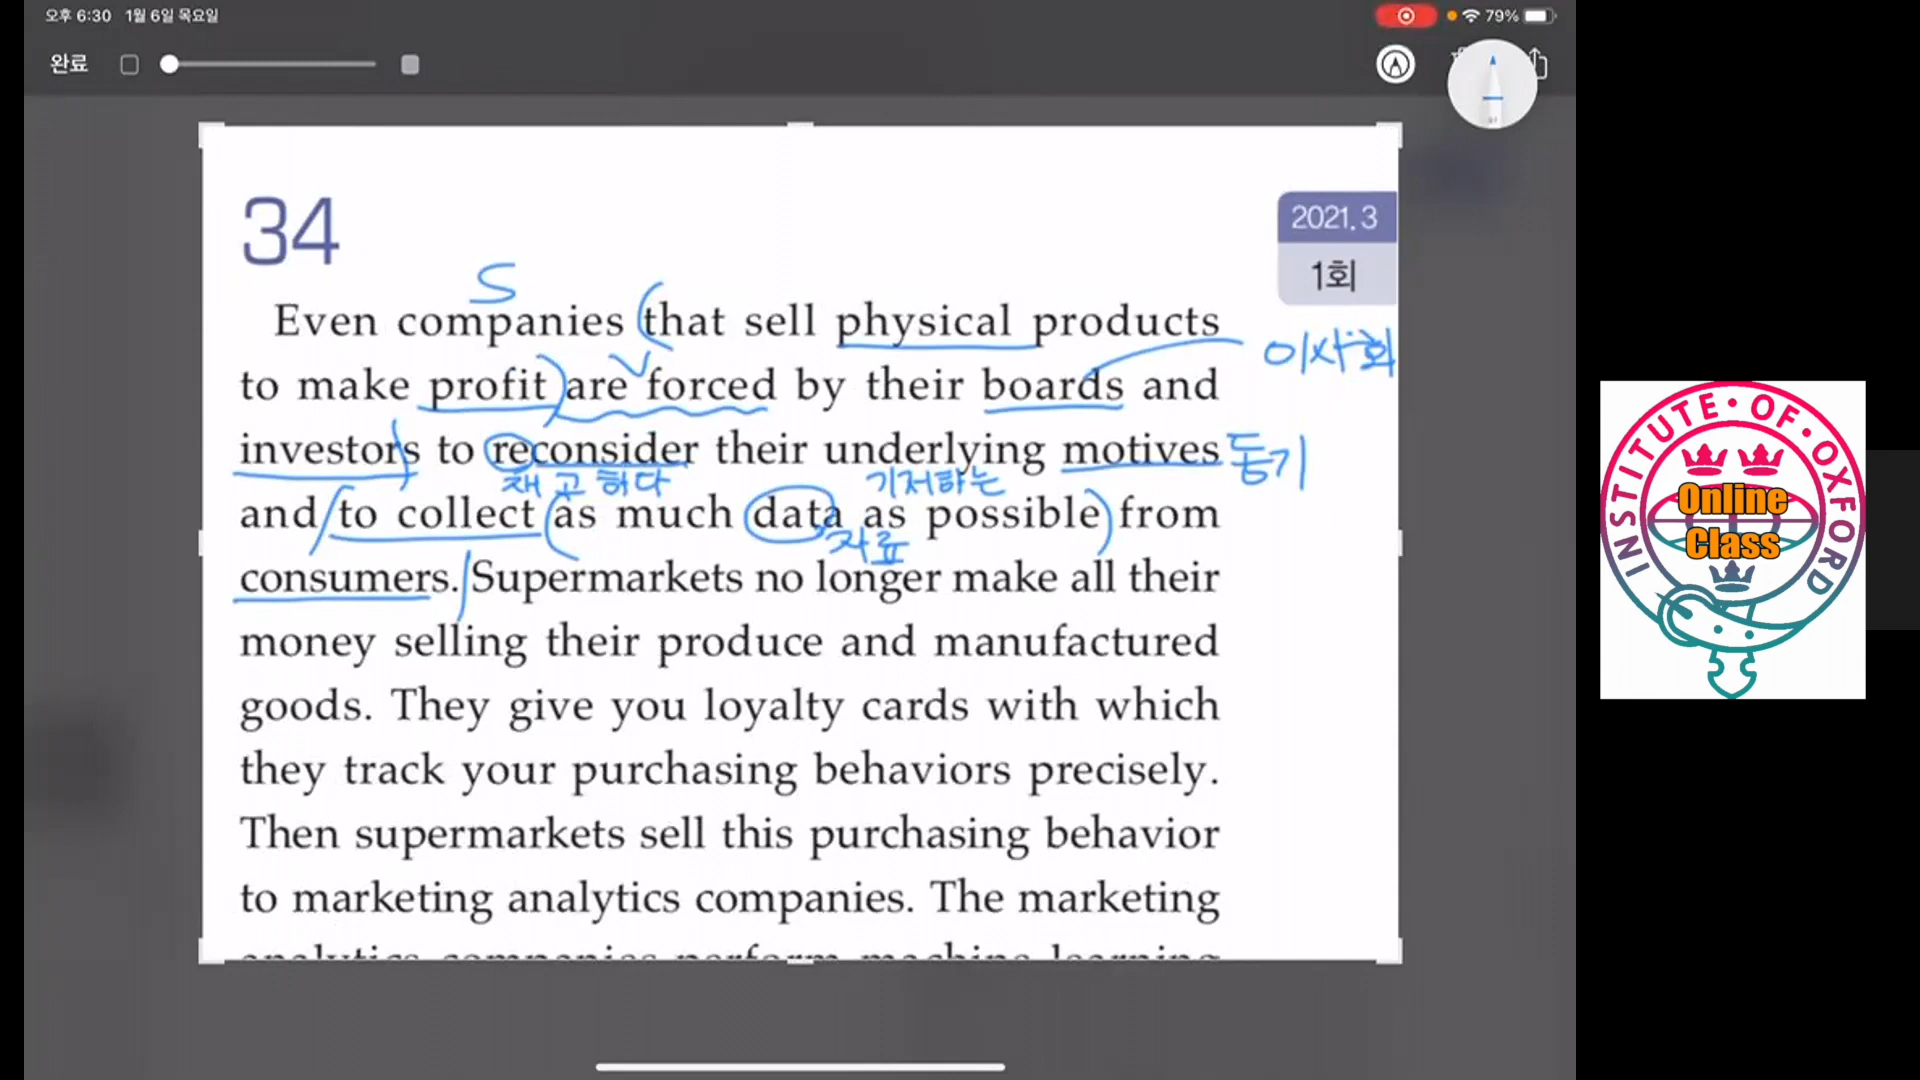 오후 6:30 1월 6일 목요일
79%
완료
34
2021.3
1회
S
Even companies that sell physical products
이사회
V
to make profit are forced by their boards and
investors to reconsider their underlying motives
동기
재고하다
기저하는
and to collect as much data as possible from
자료
consumers. Supermarkets no longer make all their
money selling their produce and manufactured
goods. They give you loyalty cards with which
they track your purchasing behaviors precisely.
Then supermarkets sell this purchasing behavior
to marketing analytics companies. The marketing
analytics companies perform machine learning
INSTITUTE·OF·OXFORD
Online
Class